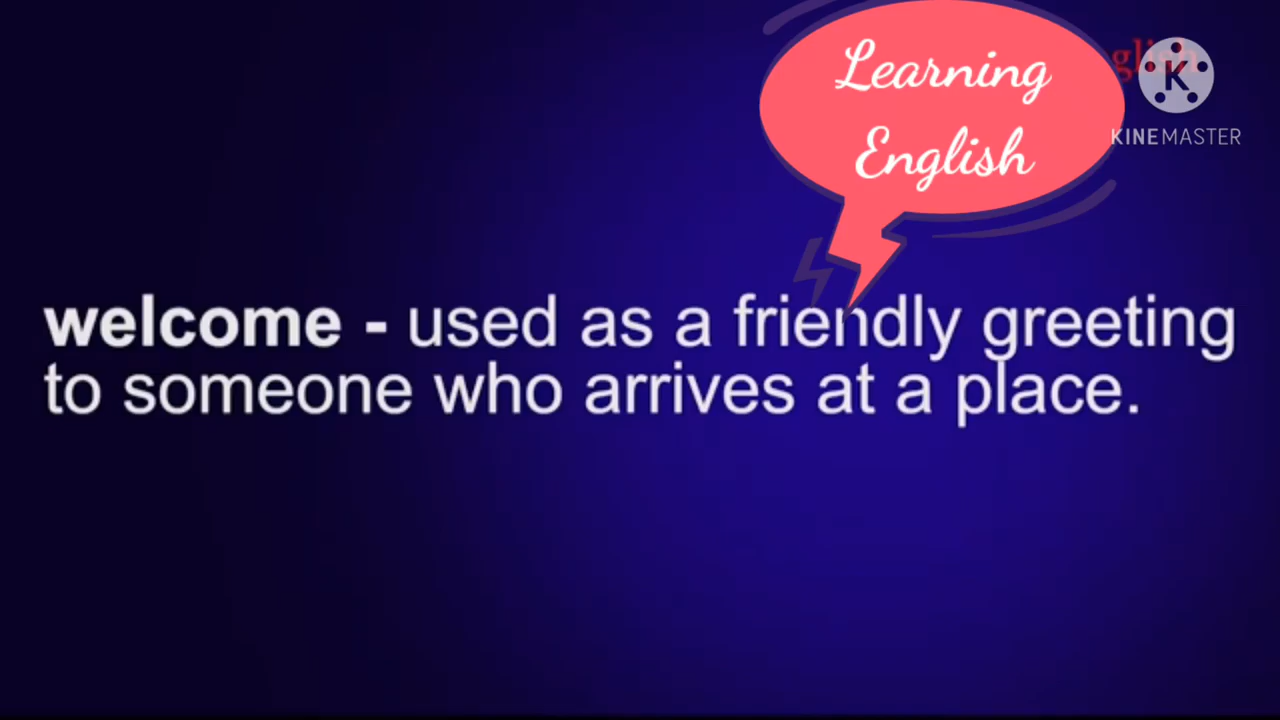 Learning
English
KINEMASTER
welcome - used as a friendly greeting
to someone who arrives at a place.